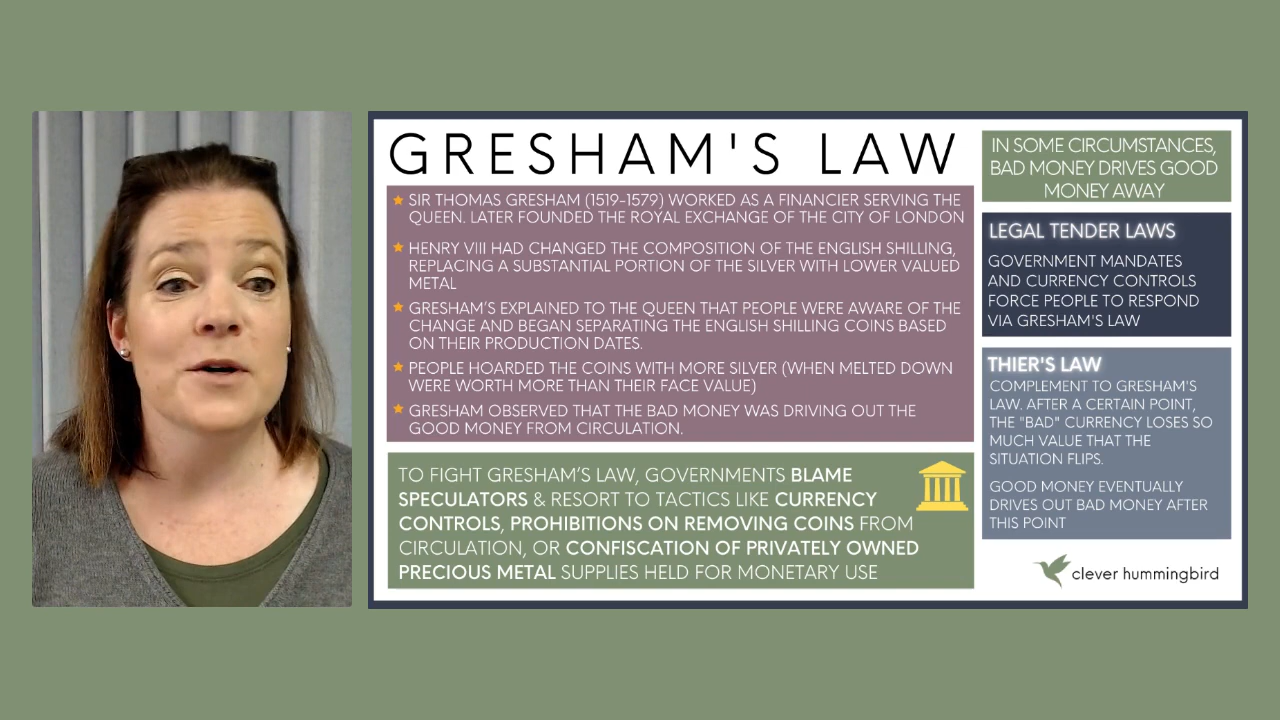 GRESHAM'S LAW
★ SIR THOMAS GRESHAM (1519-1579) WORKED AS A FINANCIER SERVING THE
QUEEN. LATER FOUNDED THE ROYAL EXCHANGE OF THE CITY OF LONDON
★ HENRY VIII HAD CHANGED THE COMPOSITION OF THE ENGLISH SHILLING,
REPLACING A SUBSTANTIAL PORTION OF THE SILVER WITH LOWER VALUED
METAL
★ GRESHAM'S EXPLAINED TO THE QUEEN THAT PEOPLE WERE AWARE OF THE
CHANGE AND BEGAN SEPARATING THE ENGLISH SHILLING COINS BASED
ON THEIR PRODUCTION DATES.
★ PEOPLE HOARDED THE COINS WITH MORE SILVER (WHEN MELTED DOWN
WERE WORTH MORE THAN THEIR FACE VALUE)
★ GRESHAM OBSERVED THAT THE BAD MONEY WAS DRIVING OUT THE
GOOD MONEY FROM CIRCULATION.
TO FIGHT GRESHAM'S LAW, GOVERNMENTS BLAME
SPECULATORS & RESORT TO TACTICS LIKE CURRENCY
CONTROLS, PROHIBITIONS ON REMOVING COINS FROM
CIRCULATION, OR CONFISCATION OF PRIVATELY OWNED
PRECIOUS METAL SUPPLIES HELD FOR MONETARY USE
IN SOME CIRCUMSTANCES,
BAD MONEY DRIVES GOOD
MONEY AWAY
LEGAL TENDER LAWS
GOVERNMENT MANDATES
AND CURRENCY CONTROLS
FORCE PEOPLE TO RESPOND
VIA GRESHAM'S LAW
THIER'S LAW
COMPLEMENT TO GRESHAM'S
LAW. AFTER A CERTAIN POINT,
THE "BAD" CURRENCY LOSES SO
MUCH VALUE THAT THE
SITUATION FLIPS.
GOOD MONEY EVENTUALLY
DRIVES OUT BAD MONEY AFTER
THIS POINT
clever hummingbird